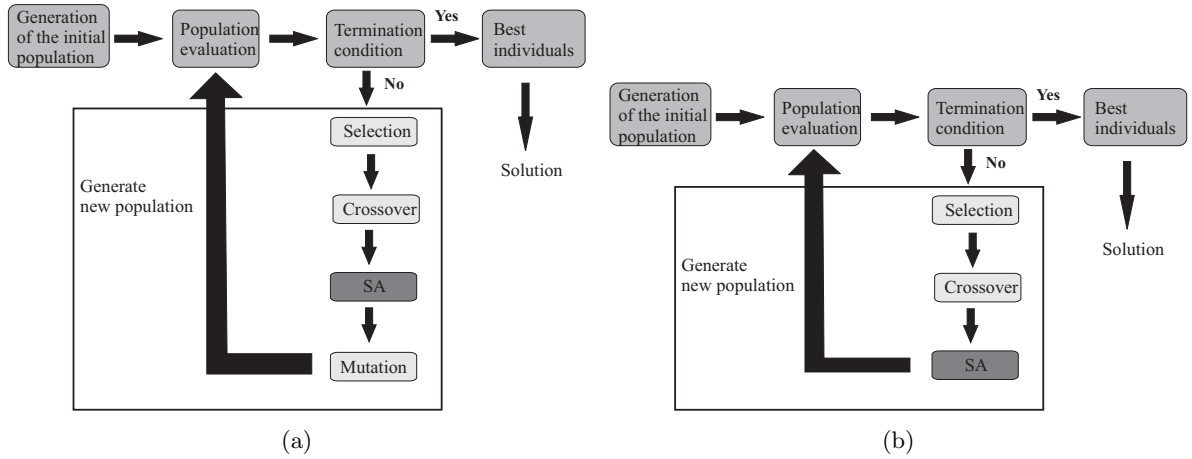 Generation
of the initial
population
Population
evaluation
Termination
condition
Yes
Best
individuals
No
Solution
Generate
new population
Selection
Crossover
SA
Mutation
(a)
Generation
of the initial
population
Population
evaluation
Termination
condition
Yes
Best
individuals
No
Solution
Generate
new population
Selection
Crossover
SA
(b)